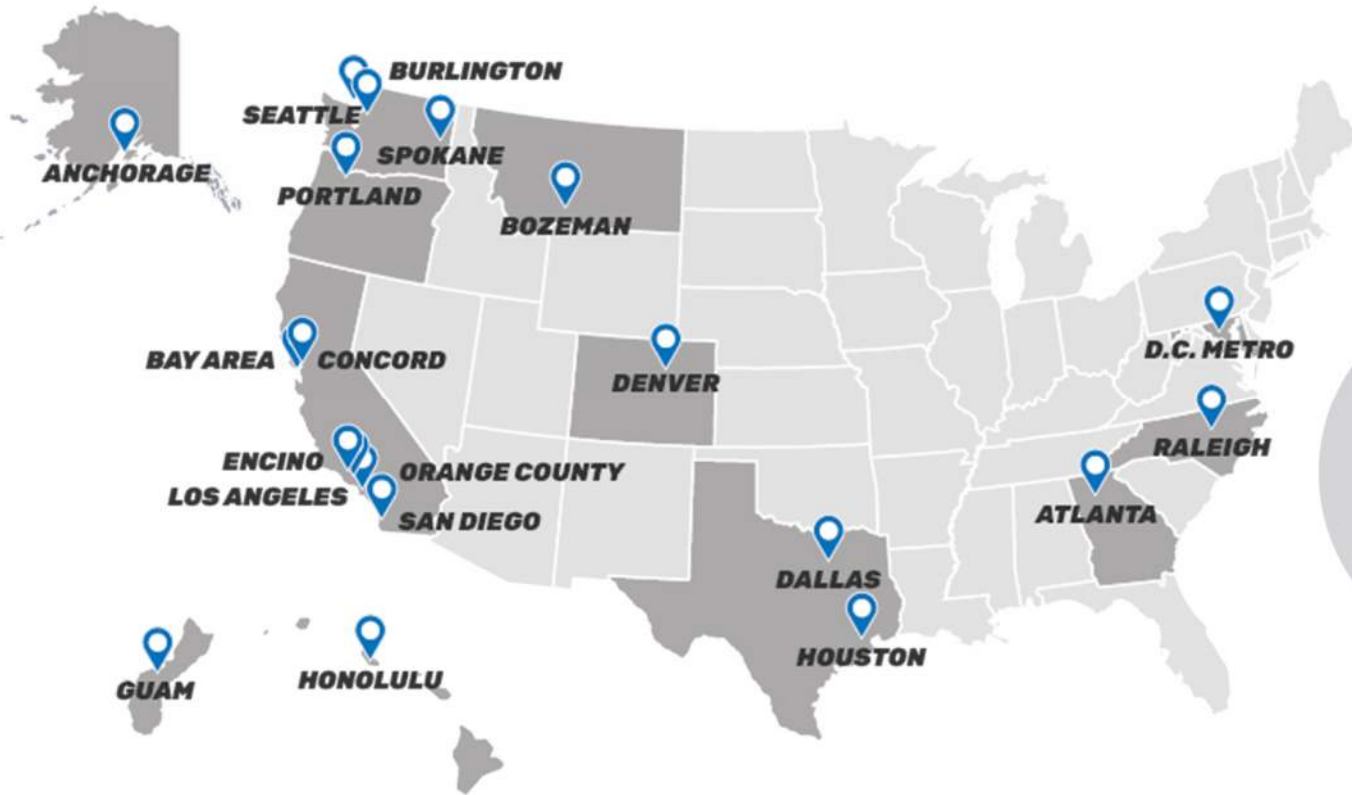 BURLINGTON
SEATTLE
SPOKANE
ANCHORAGE
PORTLAND
BOZEMAN
BAY AREA
CONCORD
DENVER
D.C. METRO
RALEIGH
ENCINO
ORANGE COUNTY
LOS ANGELES
SAN DIEGO
ATLANTA
DALLAS
HOUSTON
GUAM
HONOLULU